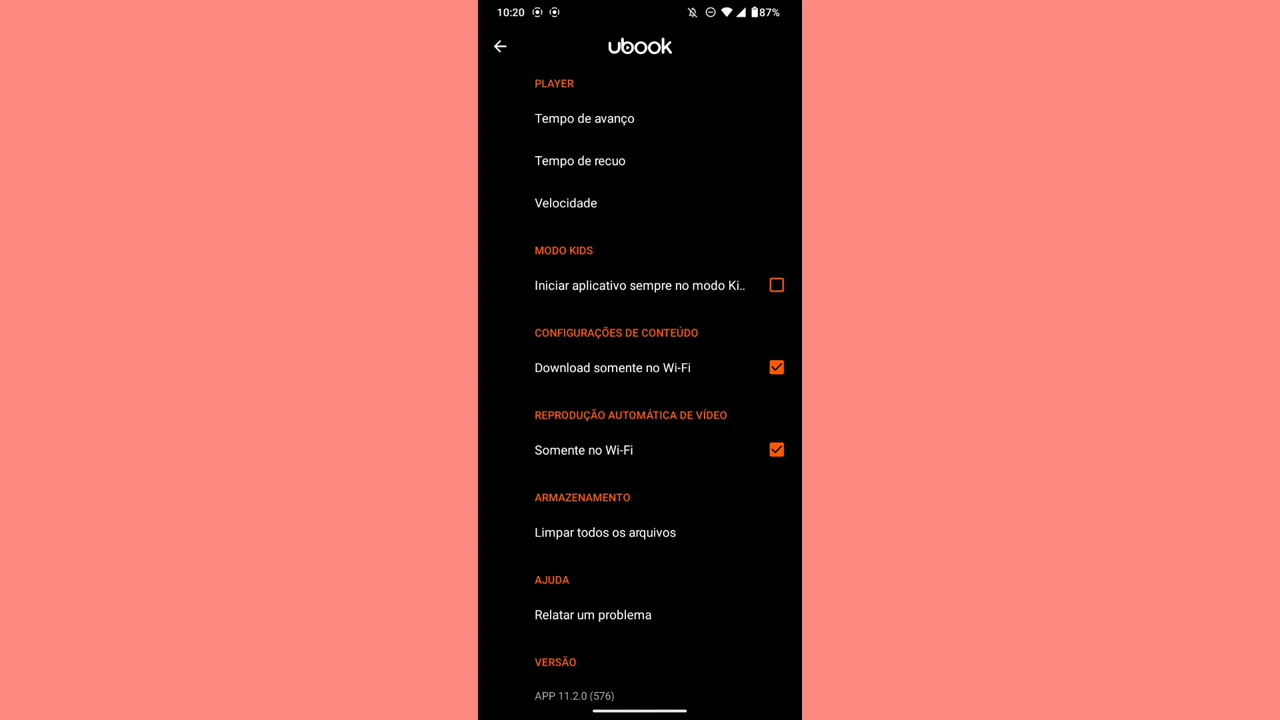 10:20 87%
ubook
PLAYER
Tempo de avanço
Tempo de recuo
Velocidade
MODO KIDS
Iniciar aplicativo sempre no modo Ki..
CONFIGURAÇÕES DE CONTEÚDO
Download somente no Wi-Fi
REPRODUÇÃO AUTOMÁTICA DE VÍDEO
Somente no Wi-Fi
ARMAZENAMENTO
Limpar todos os arquivos
AJUDA
Relatar um problema
VERSÃO
APP 11.2.0 (576)